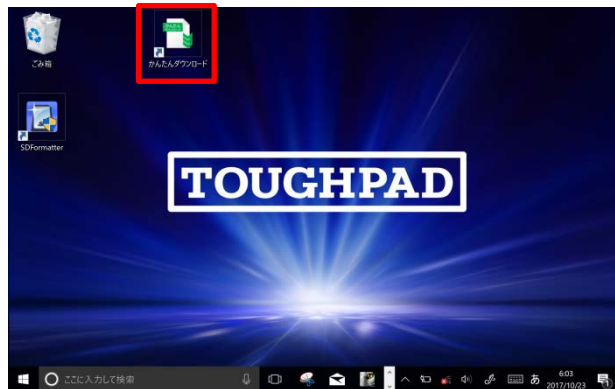 ごみ箱
かんたんダウンロード
SDFormatter
TOUGHPAD
ここに入力して検索
あ
6:03
2017/10/23